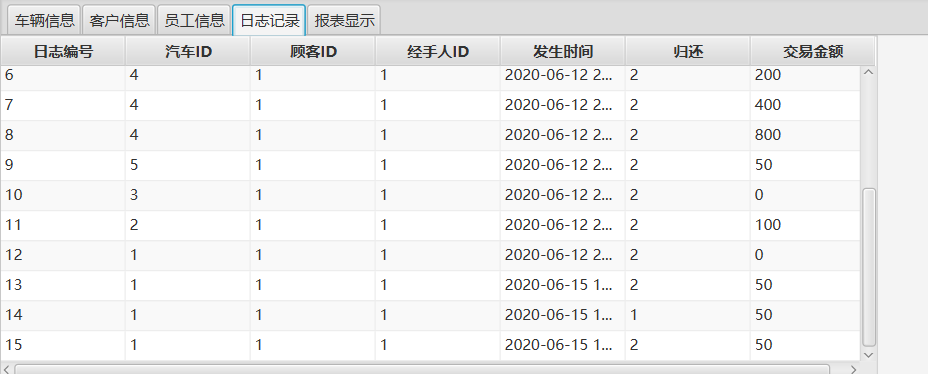 车辆信息 客户信息 员工信息 日志记录 报表显示
日志编号 汽车ID 顾客ID 经手人ID 发生时间 归还 交易金额
6 4 1 1 2020-06-12 2... 2 200
7 4 1 1 2020-06-12 2... 2 400
8 4 1 1 2020-06-12 2... 2 800
9 5 1 1 2020-06-12 2... 2 50
10 3 1 1 2020-06-12 2... 2 0
11 2 1 1 2020-06-12 2... 2 100
12 1 1 1 2020-06-12 2... 2 0
13 1 1 1 2020-06-15 1... 2 50
14 1 1 1 2020-06-15 1... 1 50
15 1 1 1 2020-06-15 1... 2 50